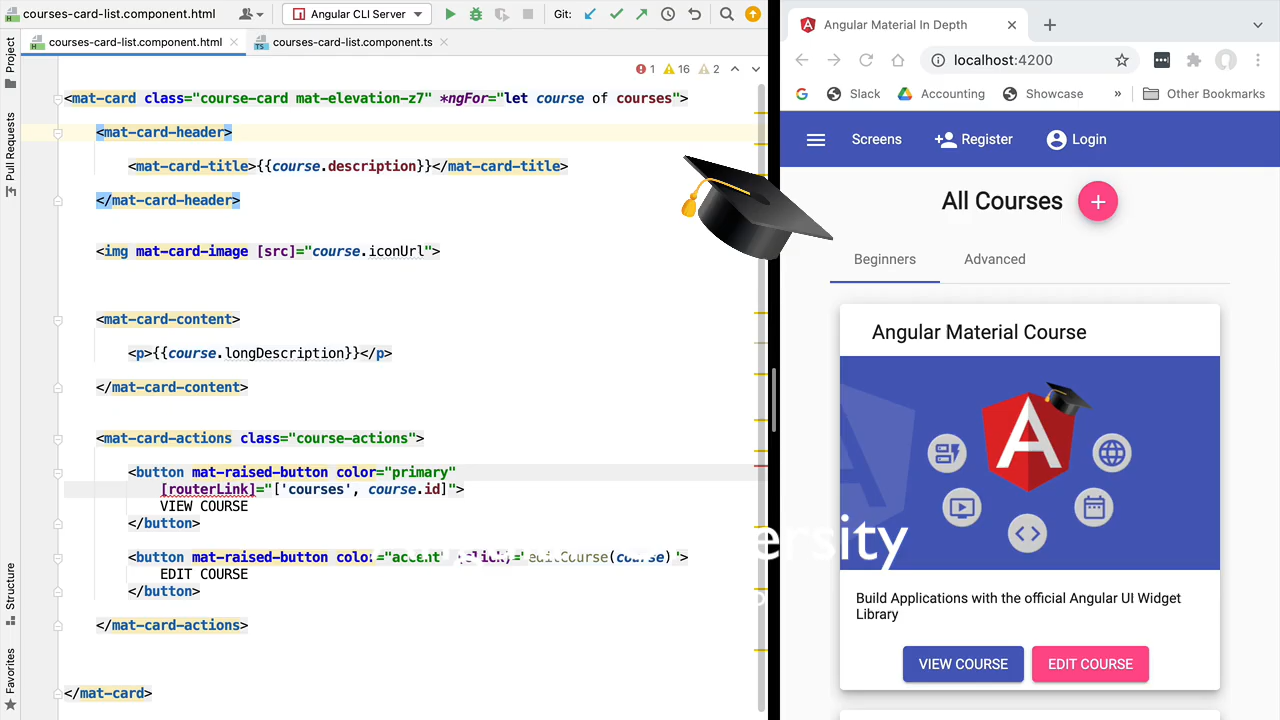 courses-card-list.component.html
Angular CLI Server
Git:
courses-card-list.component.html
courses-card-list.component.ts
Project
Pull Requests
Structure
Favorites
1 16 2
<mat-card class="course-card mat-elevation-z7" *ngFor="let course of courses">
<mat-card-header>
<mat-card-title>{{course.description}}</mat-card-title>
</mat-card-header>
<img mat-card-image [src]="course.iconUrl">
<mat-card-content>
<p>{{course.longDescription}}</p>
</mat-card-content>
<mat-card-actions class="course-actions">
<button mat-raised-button color="primary"
[routerLink]="['courses', course.id]">
VIEW COURSE
</button>
<button mat-raised-button color="accent" (click)="editCourse(course)">
EDIT COURSE
</button>
</mat-card-actions>
</mat-card>
ersity
Angular Material In Depth
localhost:4200
Slack
Accounting
Showcase
»
Other Bookmarks
Screens
Register
Login
All Courses
+
Beginners
Advanced
Angular Material Course
A
Build Applications with the official Angular UI Widget
Library
VIEW COURSE
EDIT COURSE